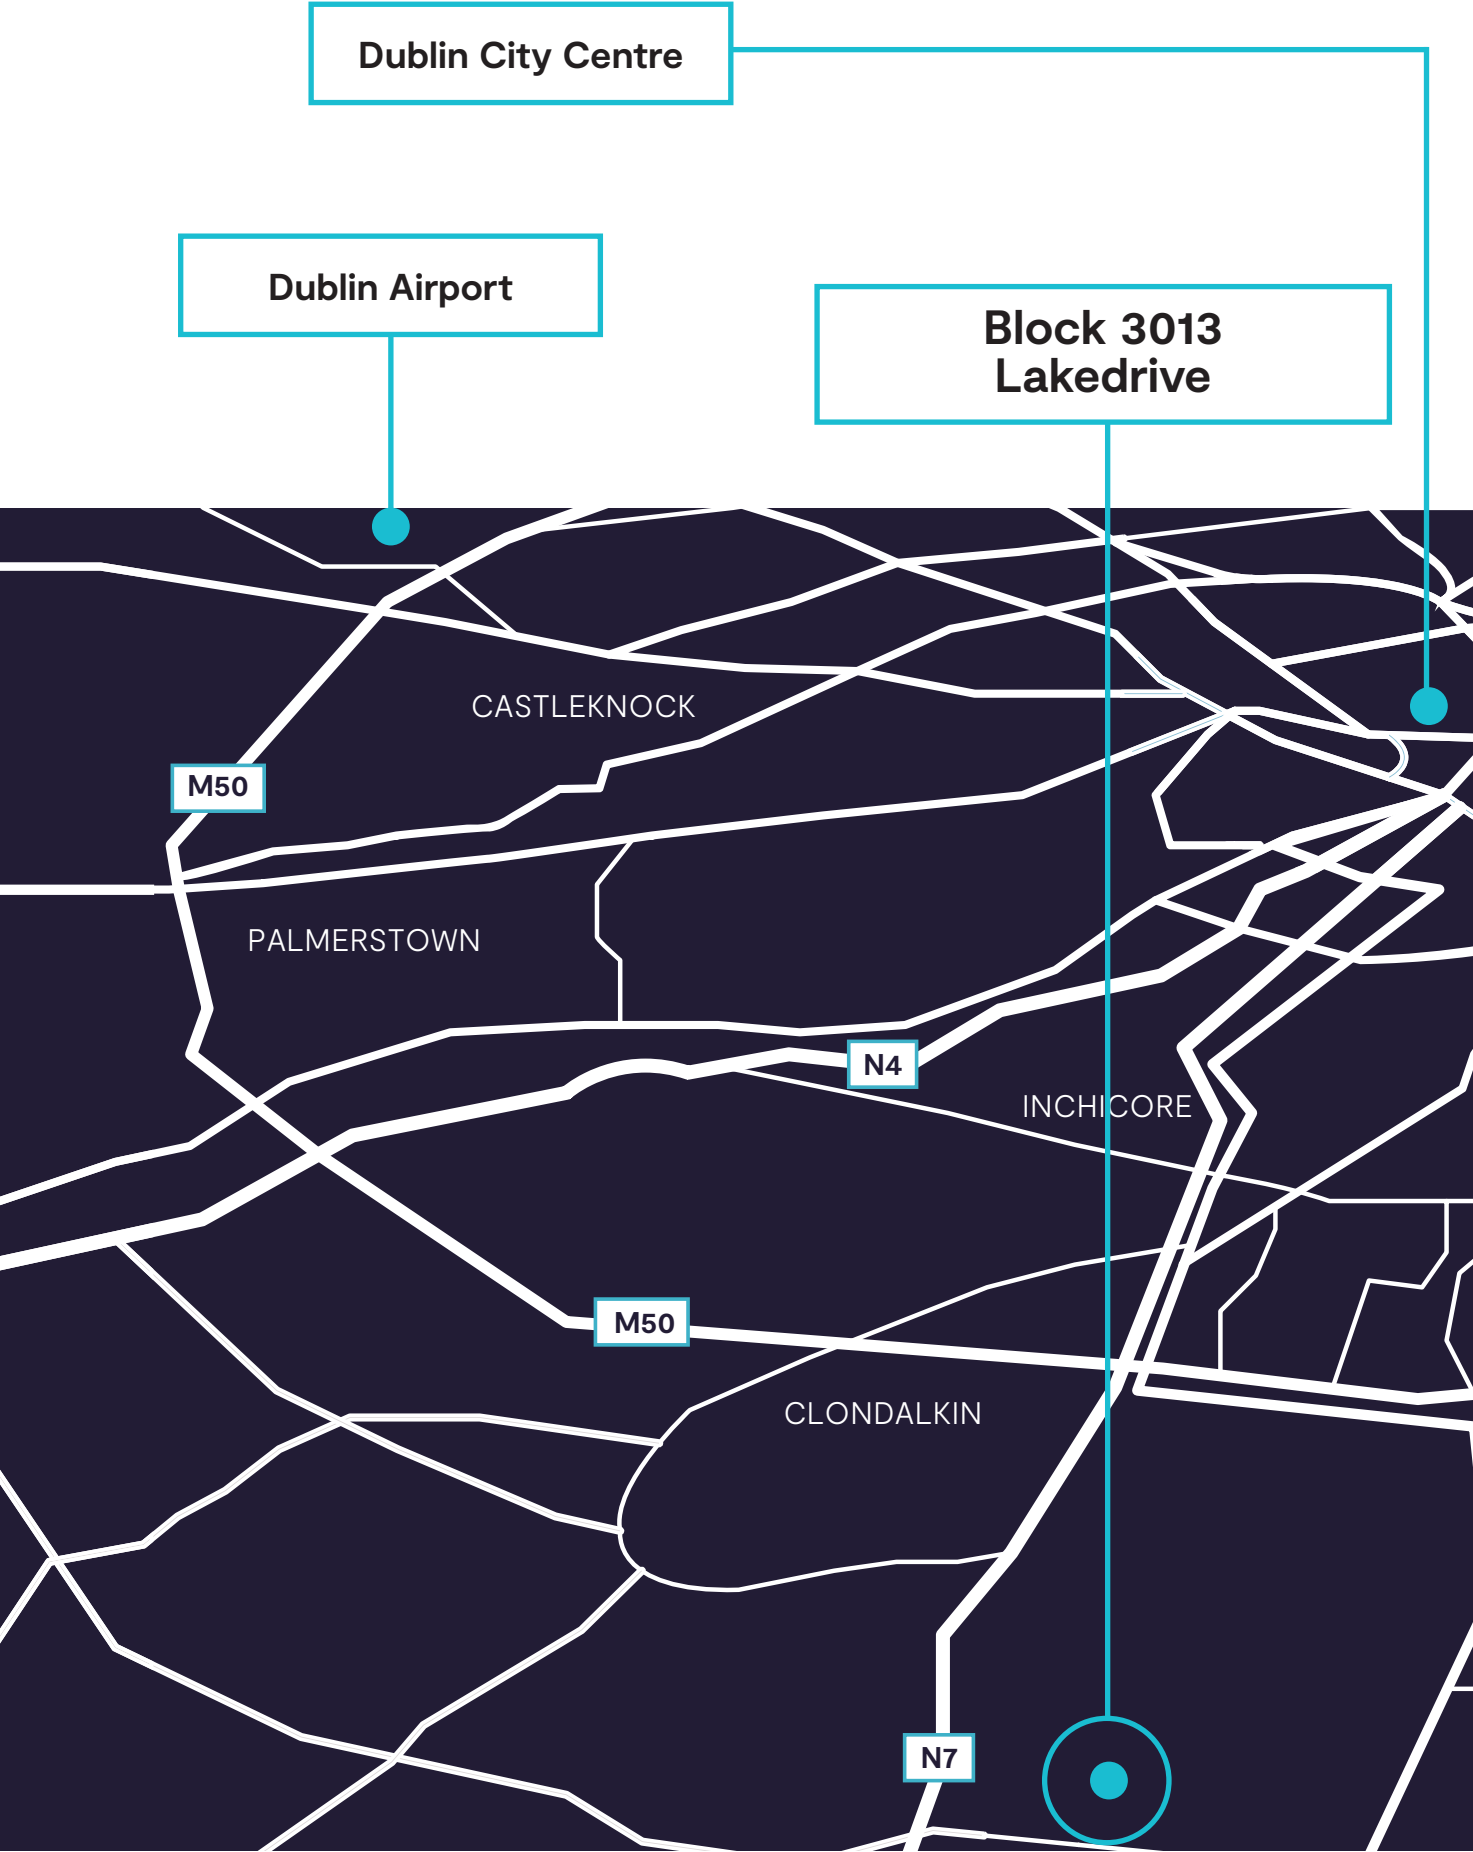 Dublin City Centre
Dublin Airport
Block 3013
Lakedrive
CASTLEKNOCK
M50
PALMERSTOWN
N4
INCHICORE
M50
CLONDALKIN
N7